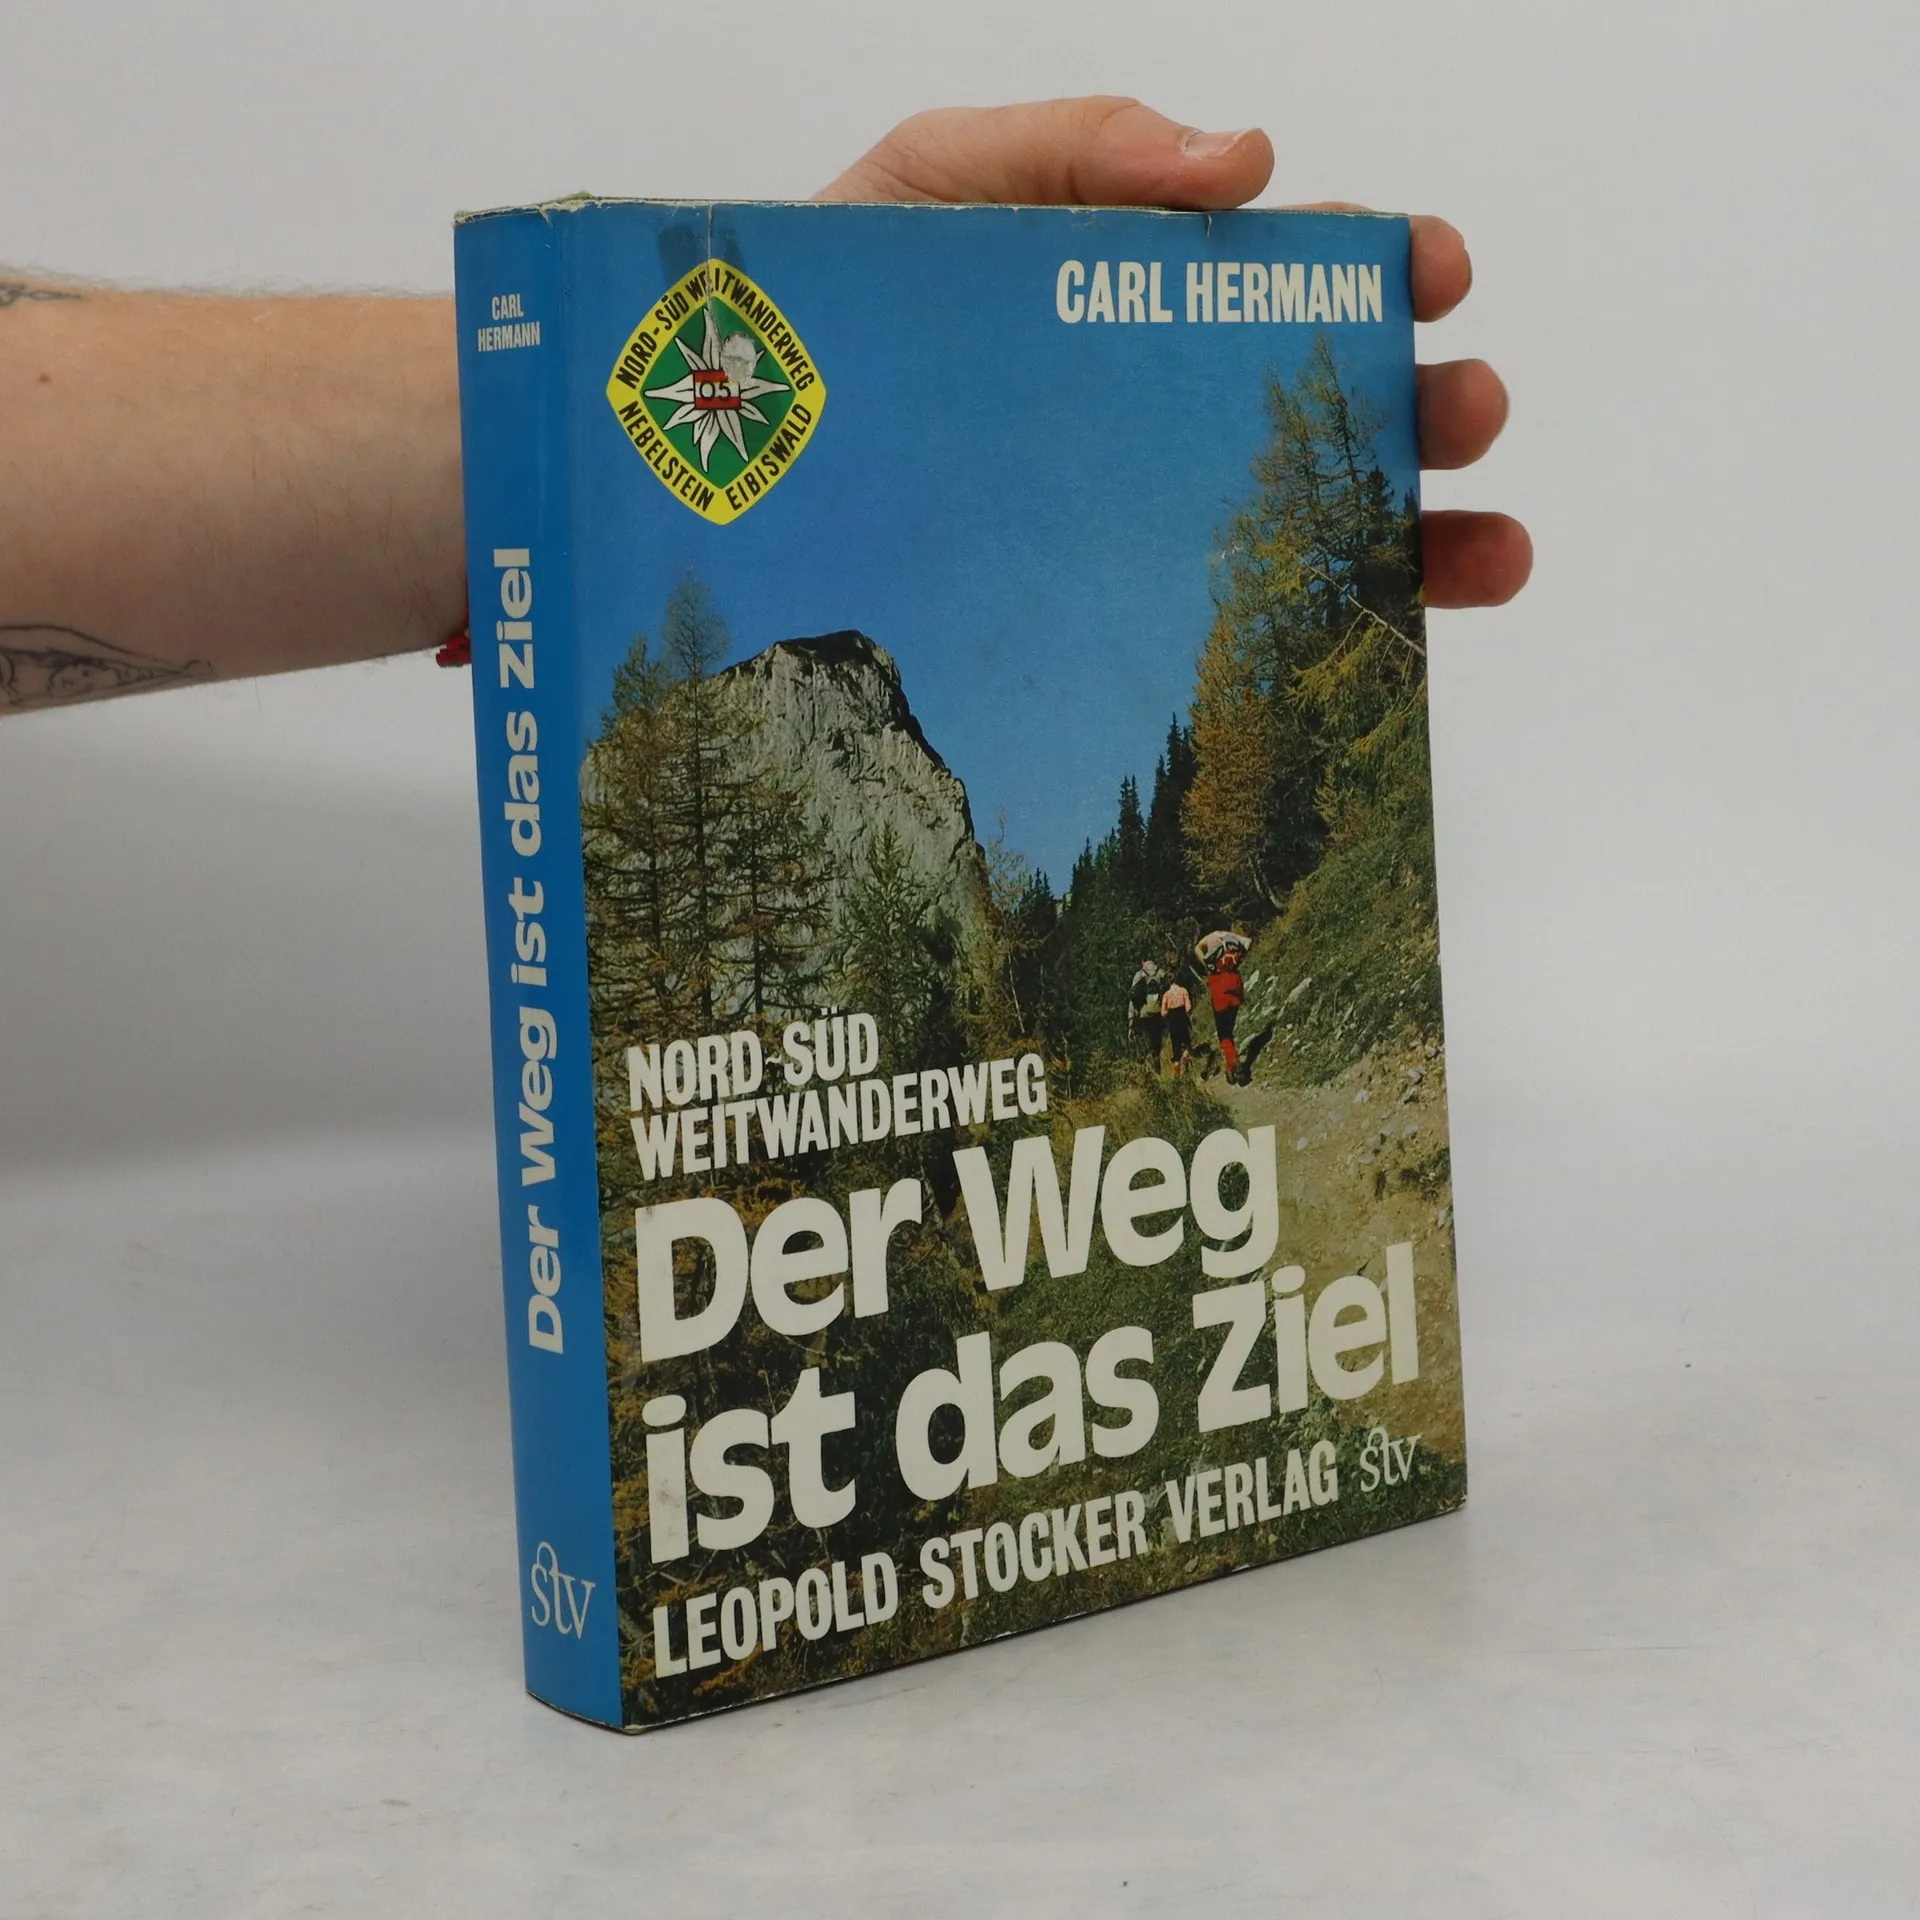 CARL
HERMANN
Der Weg ist das Ziel
stv
NORD-SÜD WEITWANDERWEG
05
NEBELSTEIN EIBISWALD
CARL HERMANN
NORD-SÜD
WEITWANDERWEG
Der Weg
ist das Ziel
LEOPOLD STOCKER VERLAG stv